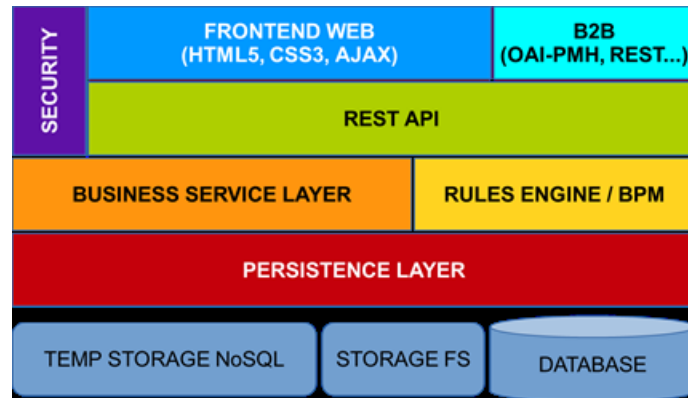 SECURITY
FRONTEND WEB
(HTML5, CSS3, AJAX)
B2B
(OAI-PMH, REST...)
REST API
BUSINESS SERVICE LAYER
RULES ENGINE / BPM
PERSISTENCE LAYER
TEMP STORAGE NoSQL
STORAGE FS
DATABASE